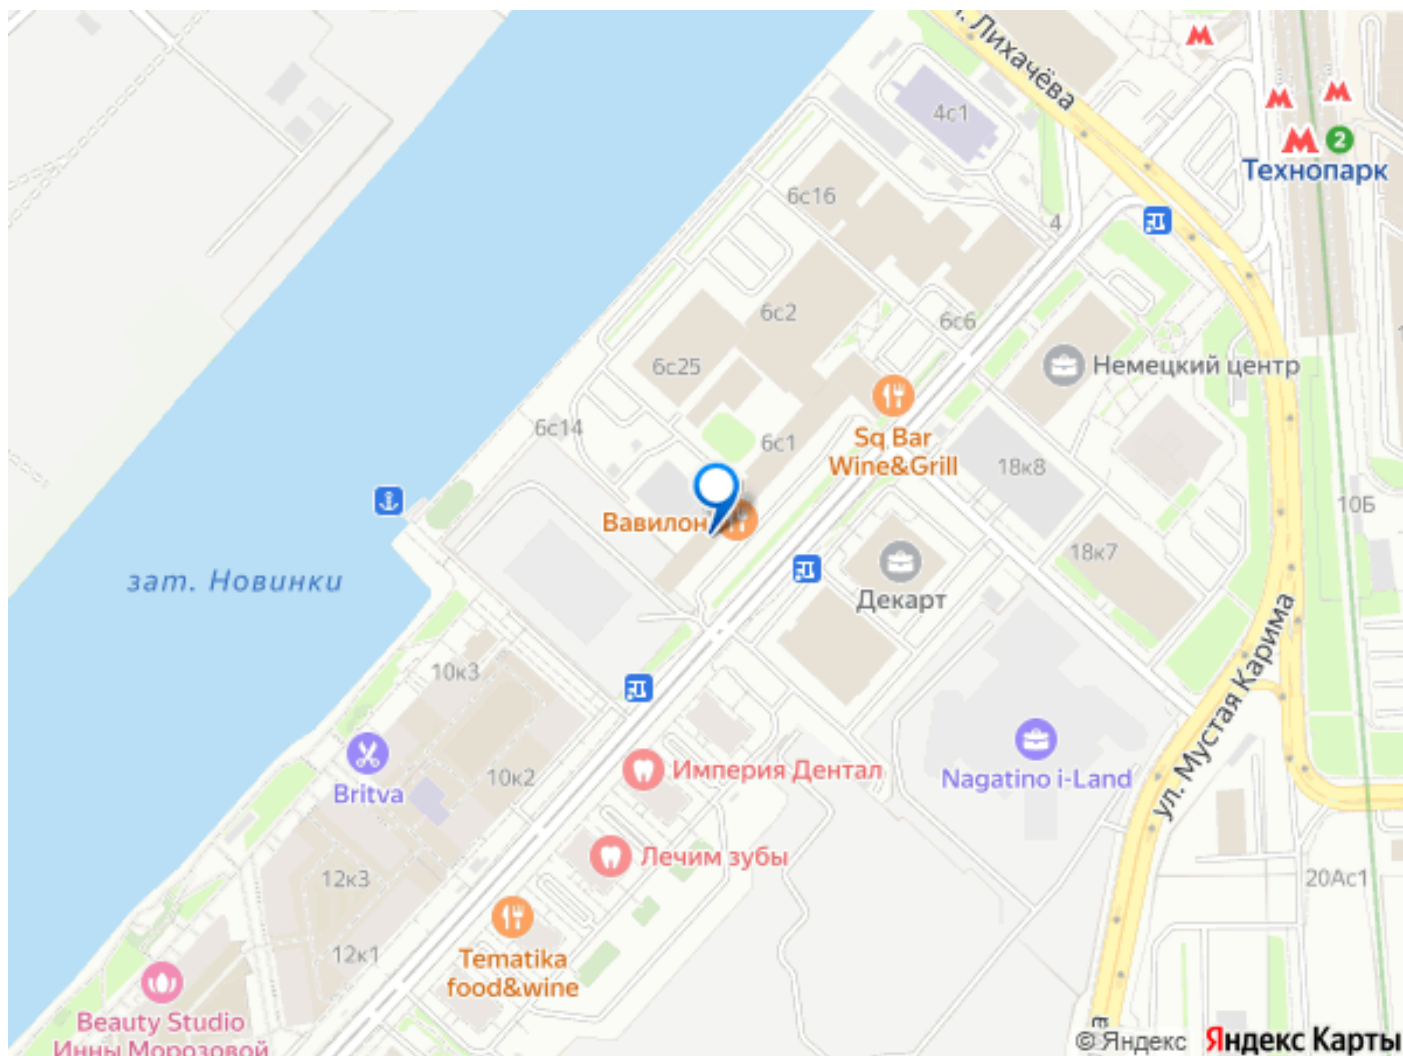 л. Лихачёва
4с1
2
Технопарк
6с16
4
6с2
6с6
6с25
Немецкий центр
6с14
6с1
Sq Bar
Wine&Grill
18к8
10Б
Вавилон
18к7
зат. Новинки
Декарт
ул. Мустая Карима
10к3
10к2
Империя Дентал
Nagatino i-Land
Britva
Лечим зубы
12к3
20Ас1
12к1
Tematika
food&wine
Beauty Studio
Инны Морозовой
© Яндекс Яндекс Карты